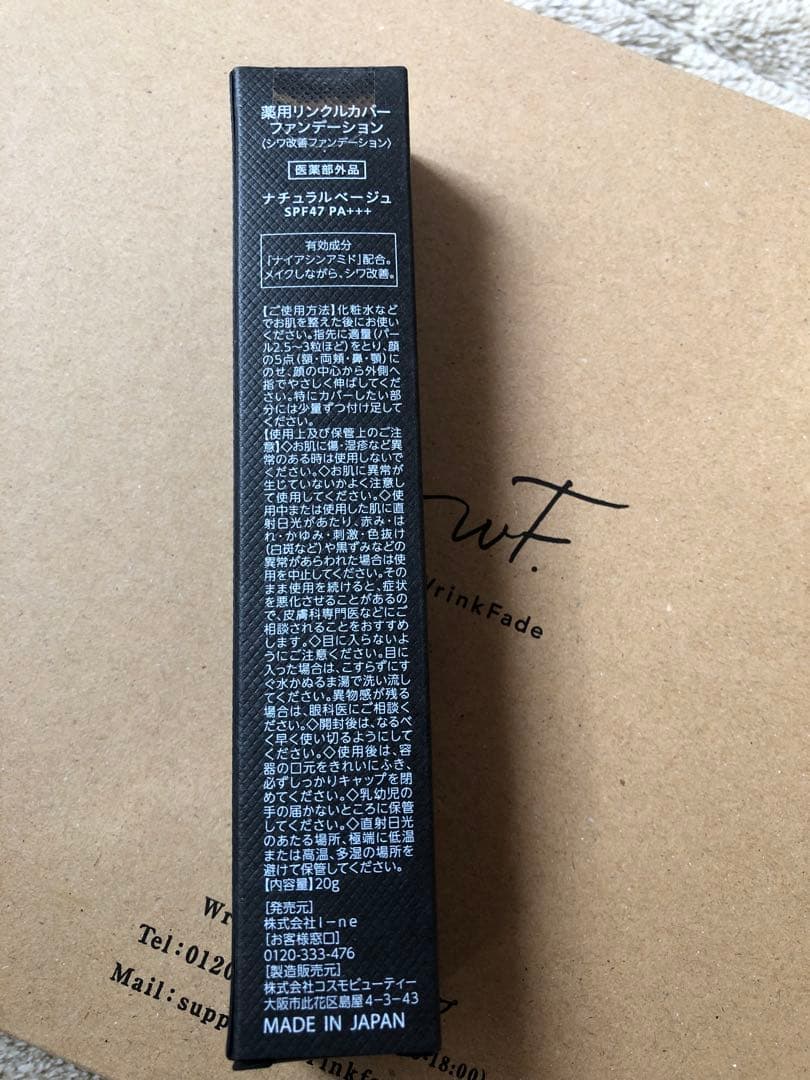 薬用リンクルカバー
ファンデーション
〈シワ改善ファンデーション〉
医薬部外品
ナチュラルベージュ
SPF47 PA+++
有効成分
「ナイアシンアミド」配合。
メイクしながら、シワ改善。
【ご使用方法】化粧水など
でお肌を整えた後にお使い
ください。指先に適量(パー
ル2.5〜3粒ほど)をとり、顔
の5点(額・両頬・鼻・顎)に
のせ、顔の中心から外側へ
指でやさしく伸ばしてくだ
さい。特にカバーしたい部
分には少量ずつ付け足して
ください。
【使用上及び保管上のご注
意】◇お肌に傷・湿疹など異
常のある時は使用しないで
ください。◇お肌に異常が
生じていないかよく注意し
て使用してください。◇使
用中または使用した肌に直
射日光があたり、赤み・は
れ・かゆみ・刺激・色抜け
(白斑など)や黒ずみなどの
異常があらわれた場合は使
用を中止してください。その
まま使用を続けると、症状
を悪化させることがあるの
で、皮膚科専門医などにご
相談されることをおすすめ
します。◇目に入らないよ
うにご注意ください。目に
入った場合は、こすらずにす
ぐ水かぬるま湯で洗い流し
てください。異物感が残る
場合は、眼科医にご相談くだ
さい。◇開封後は、なるべ
く早く使い切るようにして
ください。◇使用後は、容
器の口元をきれいにふき、
必ずしっかりキャップを閉
めてください。◇乳幼児の
手の届かないところに保管
してください。◇直射日光
のあたる場所、極端に低温
または高温、多湿の場所を
避けて保管してください。
【内容量】20g
[発売元]
株式会社I-ne
[お客様窓口]
0120-333-476
[製造販売元]
株式会社コスモビューティー
大阪市此花区島屋4-3-43
MADE IN JAPAN
WF.
WrinkFade
Wr
Tel:0120
Mail:supp
18:00)
rinkfa